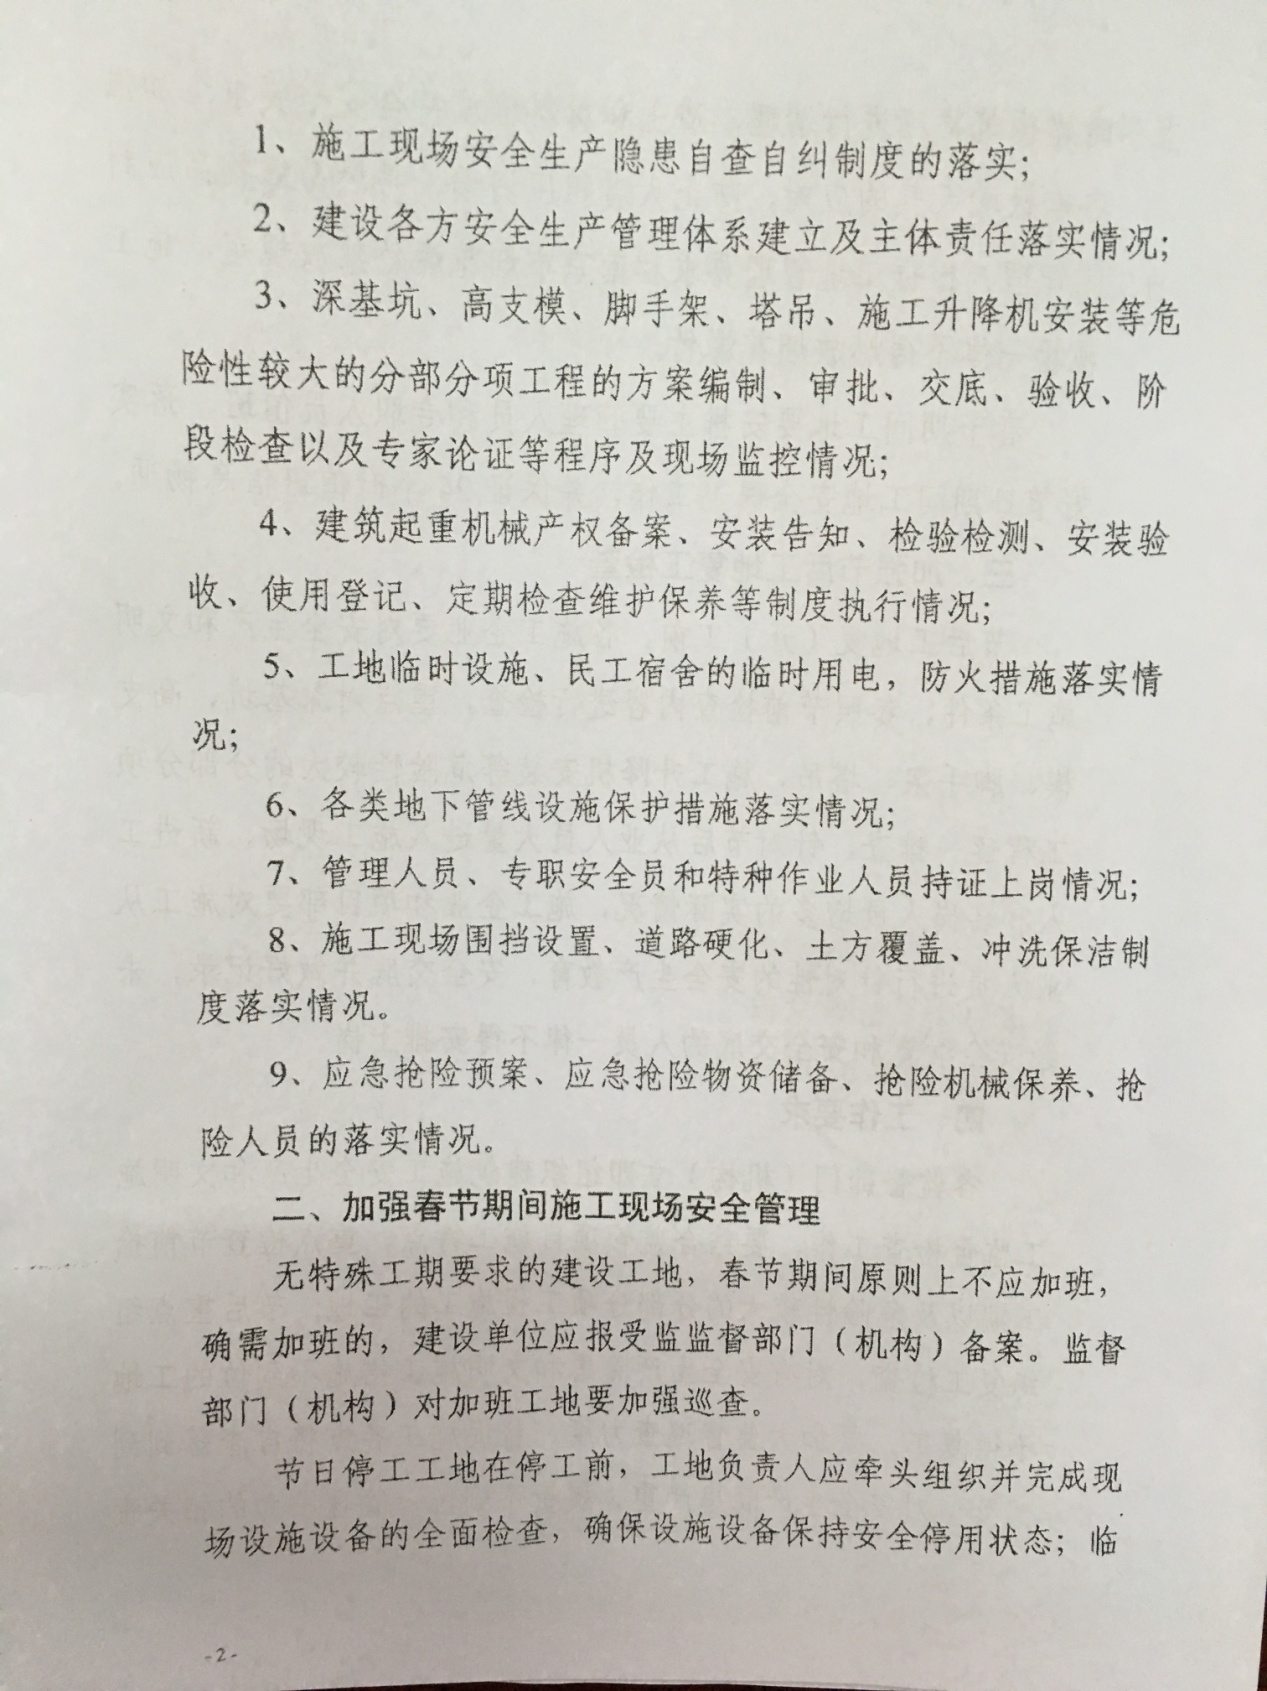 1、施工现场安全生产隐患自查自纠制度的落实；
2、建设各方安全生产管理体系建立及主体责任落实情况；
3、深基坑、高支模、脚手架、塔吊、施工升降机安装等危
险性较大的分部分项工程的方案编制、审批、交底、验收、阶
段检查以及专家论证等程序及现场监控情况；
4、建筑起重机械产权备案、安装告知、检验检测、安装验
收、使用登记、定期检查维护保养等制度执行情况；
5、工地临时设施、民工宿舍的临时用电，防火措施落实情
况；
6、各类地下管线设施保护措施落实情况；
7、管理人员、专职安全员和特种作业人员持证上岗情况；
8、施工现场围挡设置、道路硬化、土方覆盖、冲洗保洁制
度落实情况。
9、应急抢险预案、应急抢险物资储备、抢险机械保养、抢
险人员的落实情况。
二、加强春节期间施工现场安全管理
无特殊工期要求的建设工地，春节期间原则上不应加班，
确需加班的，建设单位应报受监监督部门（机构）备案。监督
部门（机构）对加班工地要加强巡查。
节日停工工地在停工前，工地负责人应牵头组织并完成现
场设施设备的全面检查，确保设施设备保持安全停用状态；临
-2-